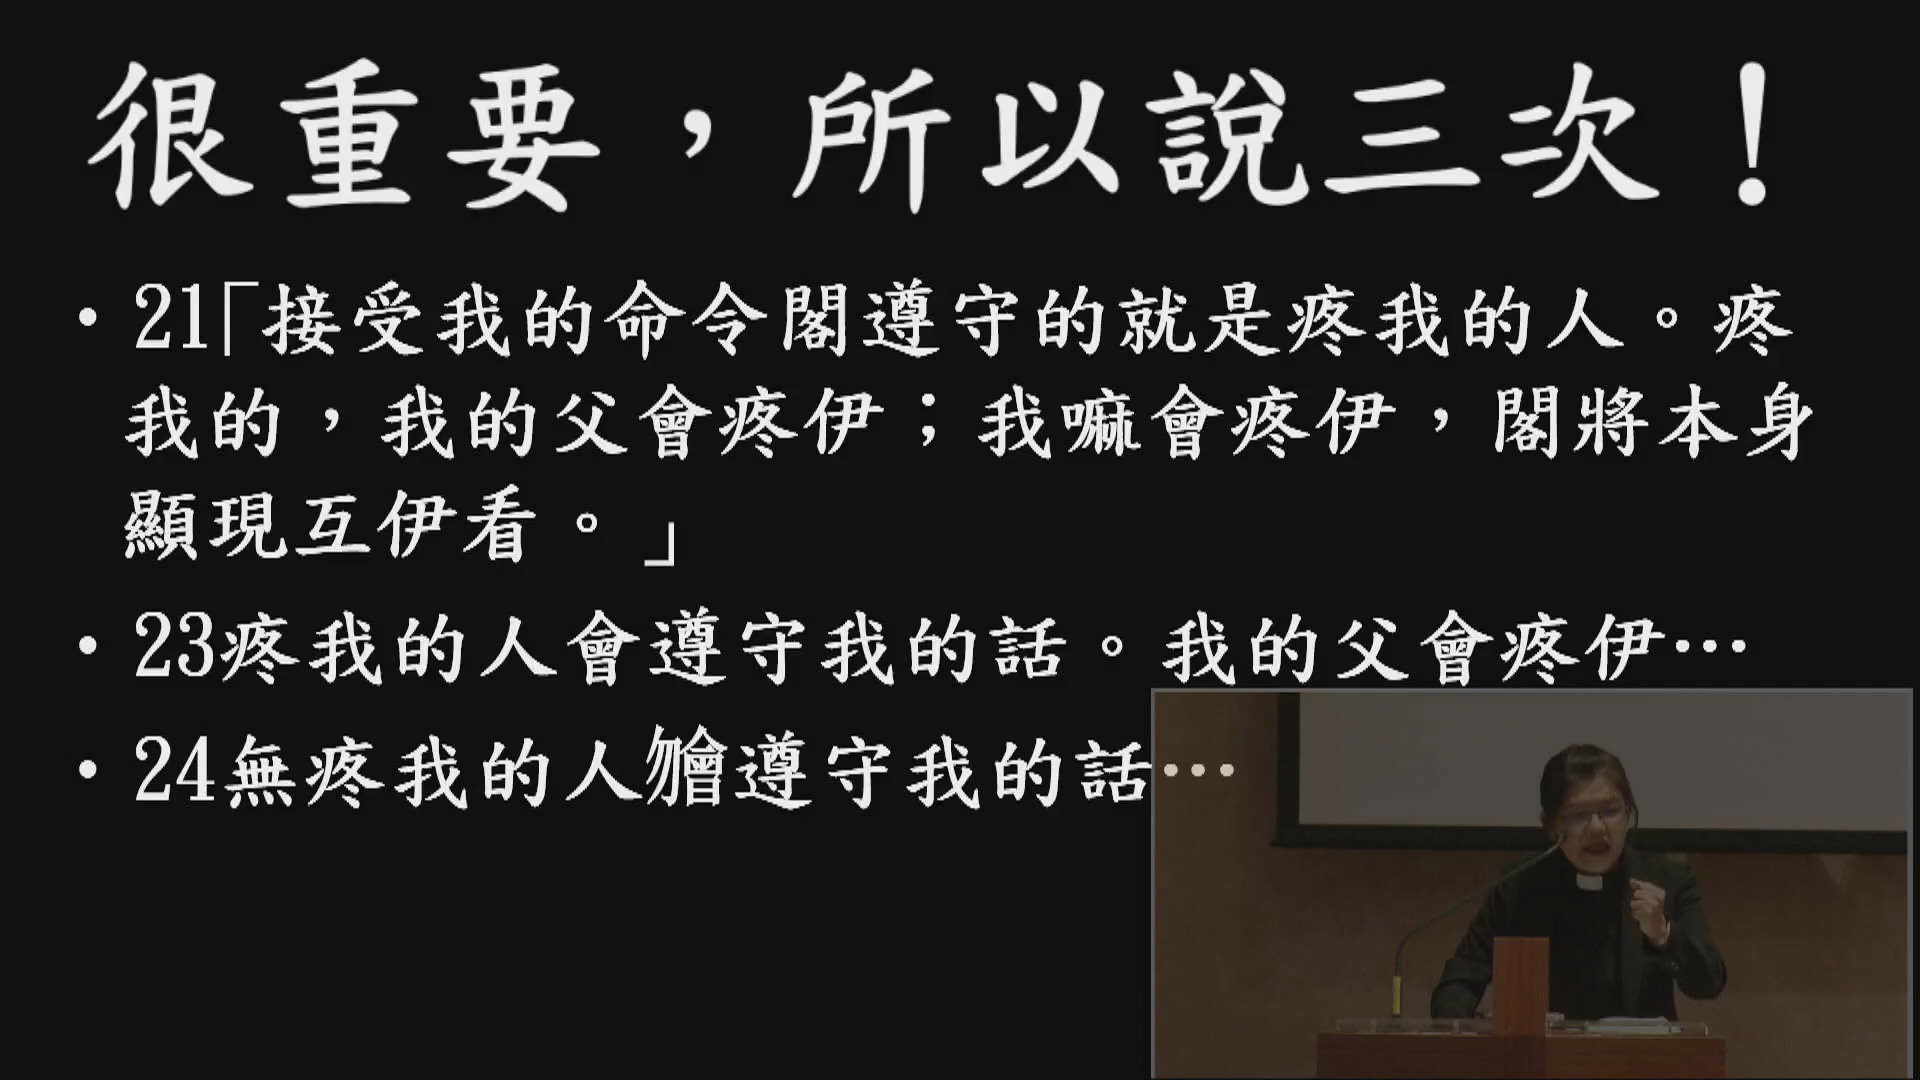 很重要，所以說三次！
• 21「接受我的命令閣遵守的就是疼我的人。疼
我的，我的父會疼伊；我嘛會疼伊，閣將本身
顯現互伊看。」
• 23疼我的人會遵守我的話。我的父會疼伊…
• 24無疼我的人𣍐遵守我的話…